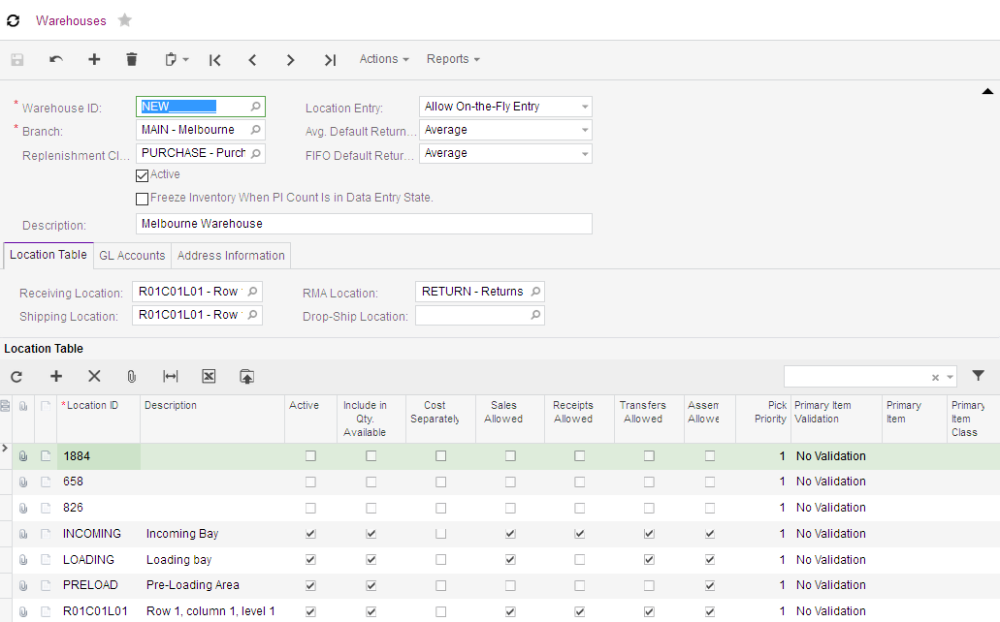 Warehouses
Actions Reports
* Warehouse ID: NEW Location Entry: Allow On-the-Fly Entry
* Branch: MAIN - Melbourne Avg. Default Return... Average
Replenishment Cl... PURCHASE - Purch FIFO Default Retur... Average
Active
Freeze Inventory When PI Count Is in Data Entry State.
Description: Melbourne Warehouse
Location Table GL Accounts Address Information
Receiving Location: R01C01L01 - Row RMA Location: RETURN - Returns
Shipping Location: R01C01L01 - Row Drop-Ship Location:
Location Table
* Location ID Description Active Include in Qty. Available Cost Separately Sales Allowed Receipts Allowed Transfers Allowed Assem Allowe Pick Priority Primary Item Validation Primary Item Primary Item Class
1884 1 No Validation
658 1 No Validation
826 1 No Validation
INCOMING Incoming Bay 1 No Validation
LOADING Loading bay 1 No Validation
PRELOAD Pre-Loading Area 1 No Validation
R01C01L01 Row 1, column 1, level 1 1 No Validation